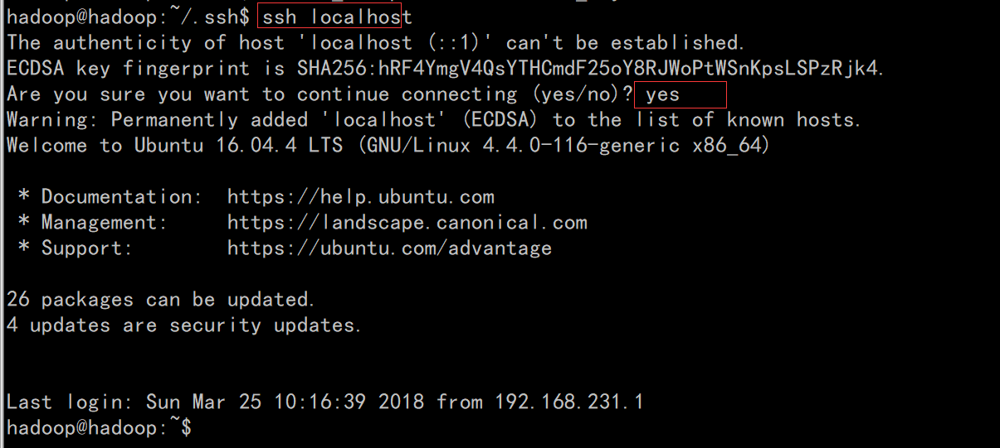 hadoop@hadoop:~/.ssh$ ssh localhost
The authenticity of host 'localhost (::1)' can't be established.
ECDSA key fingerprint is SHA256:hRF4YmgV4QsYTHCmdF25oY8RJWoPtWSnKpsLSPzRjk4.
Are you sure you want to continue connecting (yes/no)? yes
Warning: Permanently added 'localhost' (ECDSA) to the list of known hosts.
Welcome to Ubuntu 16.04.4 LTS (GNU/Linux 4.4.0-116-generic x86_64)
* Documentation: https://help.ubuntu.com
* Management: https://landscape.canonical.com
* Support: https://ubuntu.com/advantage
26 packages can be updated.
4 updates are security updates.
Last login: Sun Mar 25 10:16:39 2018 from 192.168.231.1
hadoop@hadoop:~$